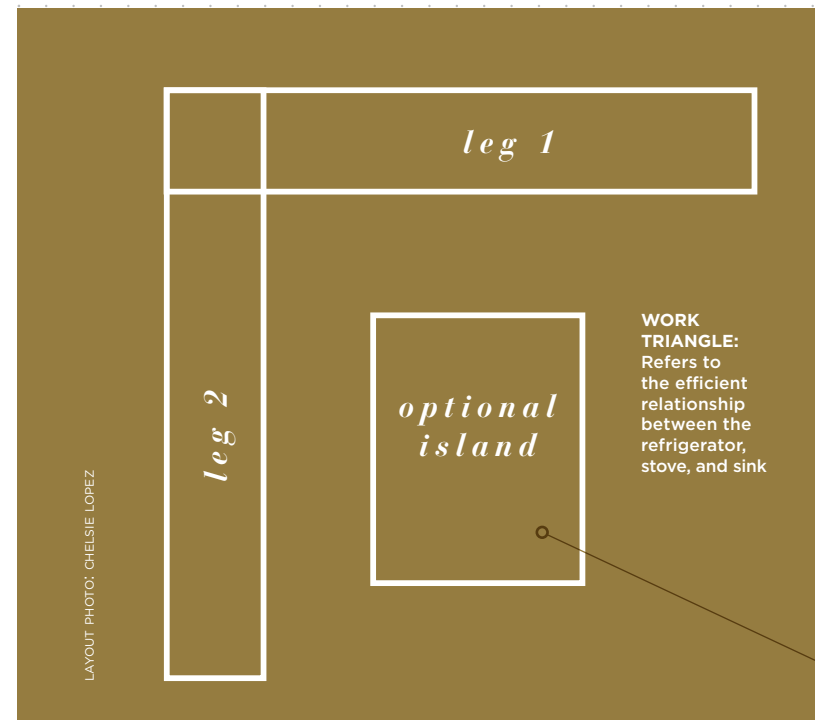 leg 1
leg 2
optional
island
WORK
TRIANGLE:
Refers to
the efficient
relationship
between the
refrigerator,
stove, and sink
LAYOUT PHOTO: CHELSIE LOPEZ